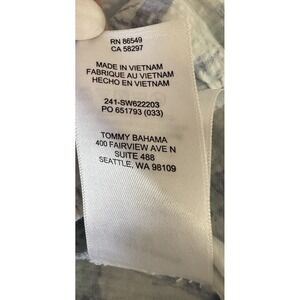 RN 86549
CA 58297
MADE IN VIETNAM
FABRIQUE AU VIETNAM
HECHO EN VIETNAM
241-SW622203
PO 651793 (033)
TOMMY BAHAMA
400 FAIRVIEW AVE N
SUITE 488
SEATTLE, WA 98109